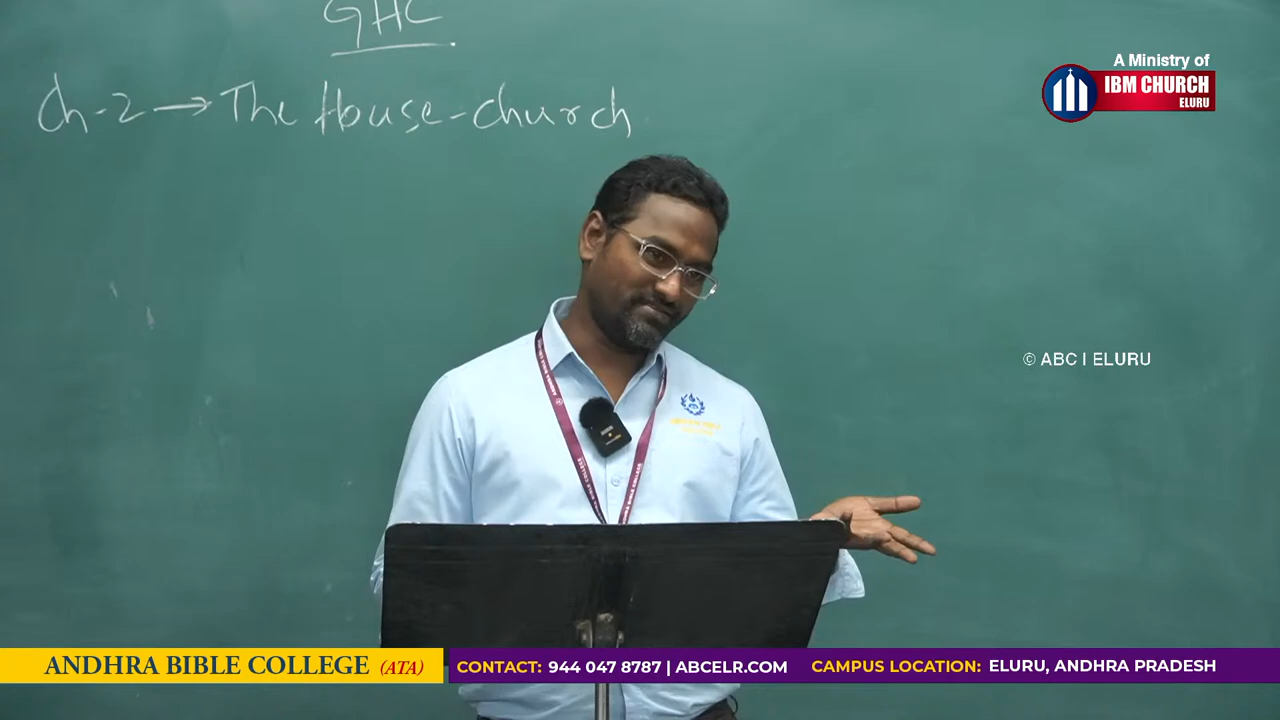 GHC
Ch-2 → The House-church
A Ministry of
IBM CHURCH
ELURU
© ABC | ELURU
ANDHRA BIBLE COLLEGE (ATA)
CONTACT: 944 047 8787 | ABCELR.COM
CAMPUS LOCATION: ELURU, ANDHRA PRADESH